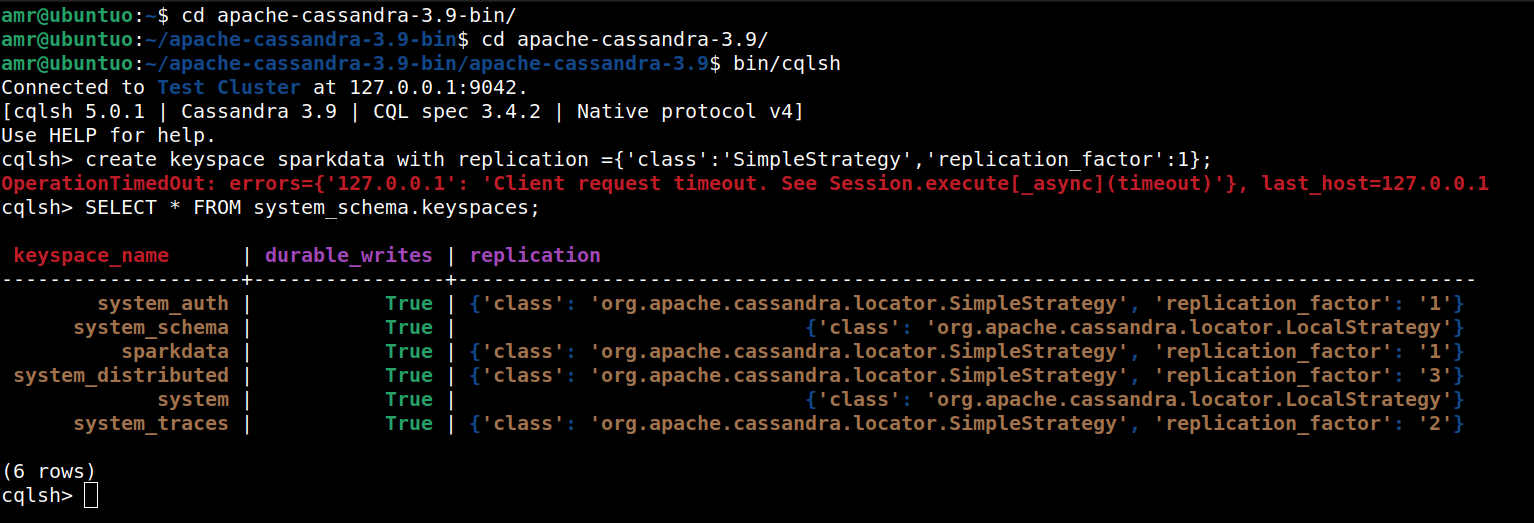 amr@ubuntuo:~$ cd apache-cassandra-3.9-bin/
amr@ubuntuo:~/apache-cassandra-3.9-bin$ cd apache-cassandra-3.9/
amr@ubuntuo:~/apache-cassandra-3.9-bin/apache-cassandra-3.9$ bin/cqlsh
Connected to Test Cluster at 127.0.0.1:9042.
[cqlsh 5.0.1 | Cassandra 3.9 | CQL spec 3.4.2 | Native protocol v4]
Use HELP for help.
cqlsh> create keyspace sparkdata with replication ={'class':'SimpleStrategy','replication_factor':1};
OperationTimedOut: errors={'127.0.0.1': 'Client request timeout. See Session.execute[_async](timeout)'}, last_host=127.0.0.1
cqlsh> SELECT * FROM system_schema.keyspaces;

 keyspace_name      | durable_writes | replication
--------------------+----------------+-------------------------------------------------------------------------------------
        system_auth |           True | {'class': 'org.apache.cassandra.locator.SimpleStrategy', 'replication_factor': '1'}
      system_schema |           True |                             {'class': 'org.apache.cassandra.locator.LocalStrategy'}
          sparkdata |           True | {'class': 'org.apache.cassandra.locator.SimpleStrategy', 'replication_factor': '1'}
 system_distributed |           True | {'class': 'org.apache.cassandra.locator.SimpleStrategy', 'replication_factor': '3'}
             system |           True |                             {'class': 'org.apache.cassandra.locator.LocalStrategy'}
      system_traces |           True | {'class': 'org.apache.cassandra.locator.SimpleStrategy', 'replication_factor': '2'}

(6 rows)
cqlsh>